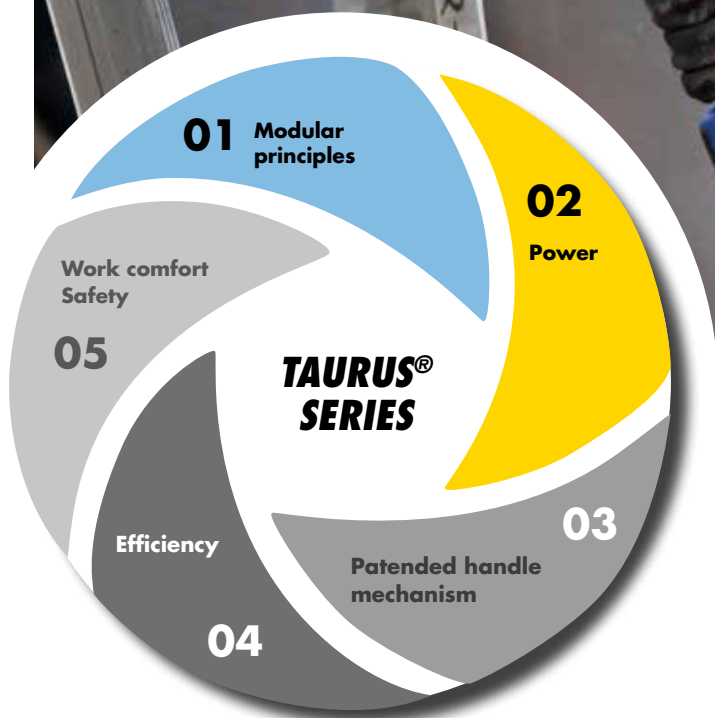 01 Modular
principles
02
Power
03
Patended handle
mechanism
04
Efficiency
Work comfort
Safety
05
TAURUS®
SERIES